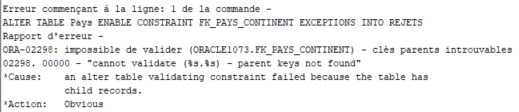 Erreur commençant à la ligne: 1 de la commande -
ALTER TABLE Pays ENABLE CONSTRAINT FK_PAYS_CONTINENT EXCEPTIONS INTO REJETS
Rapport d'erreur -
ORA-02298: impossible de valider (ORACLE1073.FK_PAYS_CONTINENT) - clés parents introuvables
02298. 00000 - "cannot validate (%s.%s) - parent keys not found"
*Cause:    an alter table validating constraint failed because the table has
           child records.
*Action:   Obvious